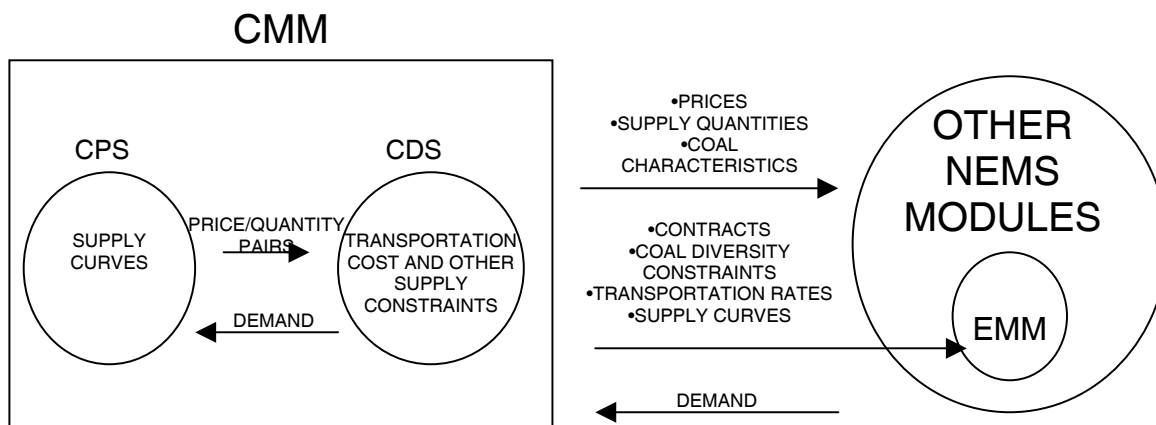 CMM
CPS
SUPPLY
CURVES
PRICE/QUANTITY
PAIRS
DEMAND
CDS
TRANSPORTATION
COST AND OTHER
SUPPLY
CONSTRAINTS
•PRICES
•SUPPLY QUANTITIES
•COAL
CHARACTERISTICS
•CONTRACTS
•COAL DIVERSITY
CONSTRAINTS
•TRANSPORTATION RATES
•SUPPLY CURVES
DEMAND
OTHER
NEMS
MODULES
EMM